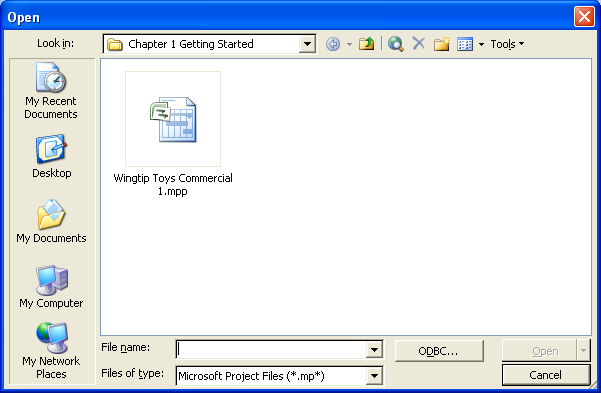 Open
Look in: Chapter 1 Getting Started Tools
My Recent
Documents
Desktop
My Documents
My Computer
My Network
Places
Wingtip Toys Commercial
1.mpp
File name: ODBC... Open
Files of type: Microsoft Project Files (*.mp*) Cancel